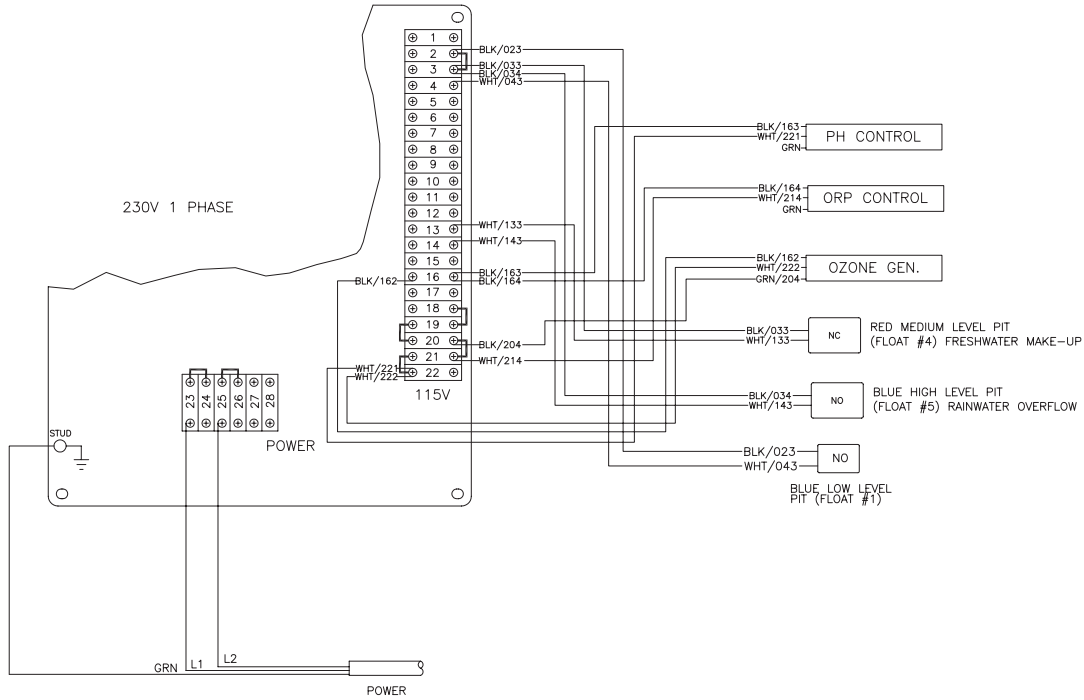 230V 1 PHASE
1
2
3
4
5
6
7
8
9
10
11
12
13
14
15
16
17
18
19
20
21
22
115V
BLK/023
BLK/033
BLK/034
WHT/043
WHT/133
WHT/143
BLK/163
BLK/164
BLK/162
BLK/204
WHT/214
WHT/221
WHT/222
BLK/163
WHT/221
GRN
PH CONTROL
BLK/164
WHT/214
GRN
ORP CONTROL
BLK/162
WHT/222
GRN/204
OZONE GEN.
BLK/033
WHT/133
NC
RED MEDIUM LEVEL PIT
(FLOAT #4) FRESHWATER MAKE-UP
BLK/034
WHT/143
NO
BLUE HIGH LEVEL PIT
(FLOAT #5) RAINWATER OVERFLOW
BLK/023
WHT/043
NO
BLUE LOW LEVEL
PIT (FLOAT #1)
23
24
25
26
27
28
POWER
STUD
GRN
L1
L2
POWER